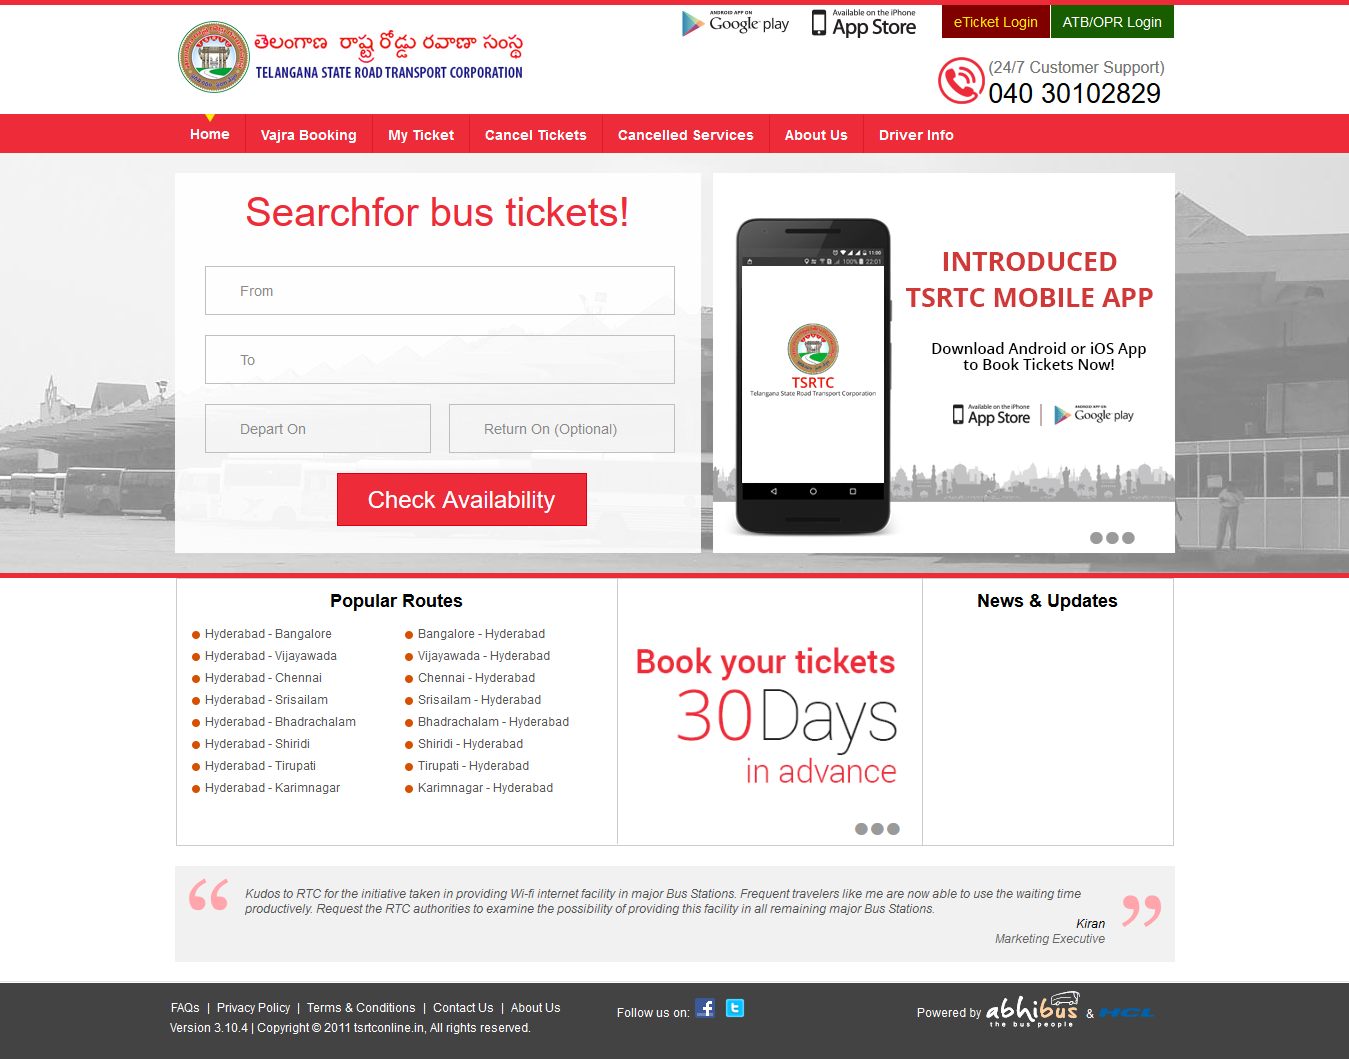 తెలంగాణ రాష్ట్ర రోడ్డు రవాణా సంస్థ
TELANGANA STATE ROAD TRANSPORT CORPORATION
ANDROID APP ON
Google play
Available on the iPhone
App Store
eTicket Login
ATB/OPR Login
(24/7 Customer Support)
040 30102829
Home
Vajra Booking
My Ticket
Cancel Tickets
Cancelled Services
About Us
Driver Info
Searchfor bus tickets!
From
To
Depart On
Return On (Optional)
Check Availability
11:00
100% 22:01
TSRTC
Telangana State Road Transport Corporation
INTRODUCED
TSRTC MOBILE APP
Download Android or iOS App
to Book Tickets Now!
Available on the iPhone
App Store
ANDROID APP ON
Google play
Popular Routes
Hyderabad - Bangalore
Hyderabad - Vijayawada
Hyderabad - Chennai
Hyderabad - Srisailam
Hyderabad - Bhadrachalam
Hyderabad - Shiridi
Hyderabad - Tirupati
Hyderabad - Karimnagar
Bangalore - Hyderabad
Vijayawada - Hyderabad
Chennai - Hyderabad
Srisailam - Hyderabad
Bhadrachalam - Hyderabad
Shiridi - Hyderabad
Tirupati - Hyderabad
Karimnagar - Hyderabad
Book your tickets
30 Days
in advance
News & Updates
Kudos to RTC for the initiative taken in providing Wi-fi internet facility in major Bus Stations. Frequent travelers like me are now able to use the waiting time
productively. Request the RTC authorities to examine the possibility of providing this facility in all remaining major Bus Stations.
Kiran
Marketing Executive
FAQs | Privacy Policy | Terms & Conditions | Contact Us | About Us
Version 3.10.4 | Copyright © 2011 tsrtconline.in, All rights reserved.
Follow us on:
Powered by abhibus & HCL
the bus people